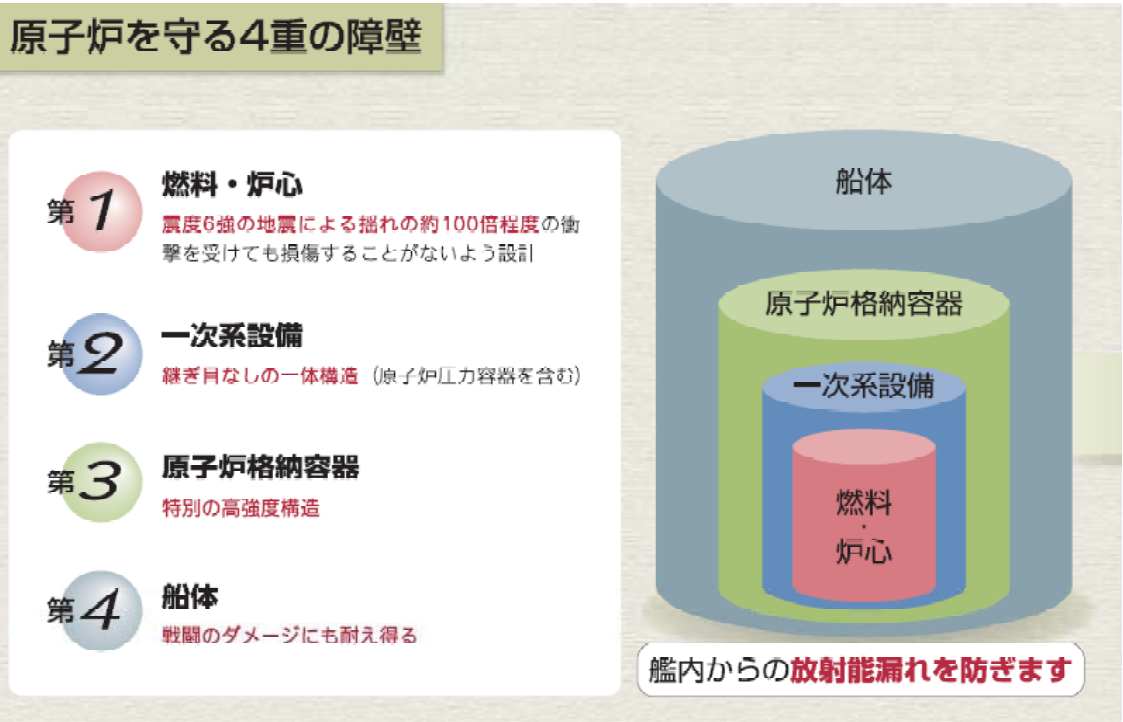 原子炉を守る4重の障壁
第1
燃料・炉心
震度6強の地震による揺れの約100倍程度の衝
撃を受けても損傷することがないよう設計
第2
一次系設備
継ぎ目なしの一体構造（原子炉圧力容器を含む）
第3
原子炉格納容器
特別の高強度構造
第4
船体
戦闘のダメージにも耐え得る
船体
原子炉格納容器
一次系設備
燃料
・
炉心
艦内からの放射能漏れを防ぎます